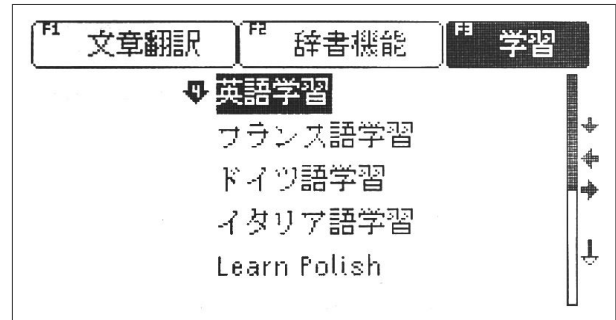 F1 文章翻訳 F2 辞書機能 F3 学習
4 英語学習
フランス語学習
ドイツ語学習
イタリア語学習
Learn Polish